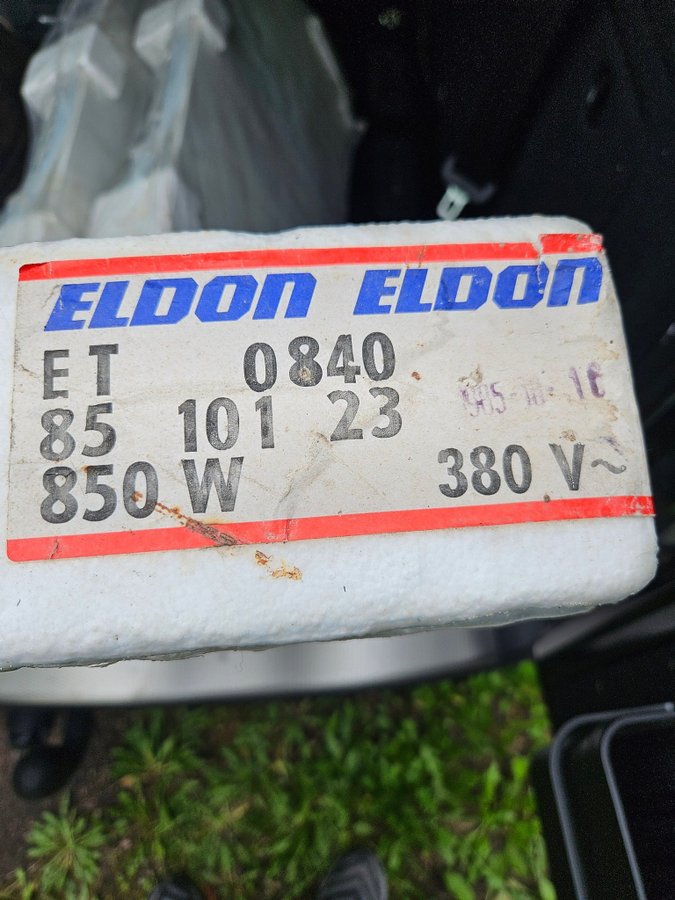 ELDON ELDON
ET 0840
85 101 23
850 W 380 V~